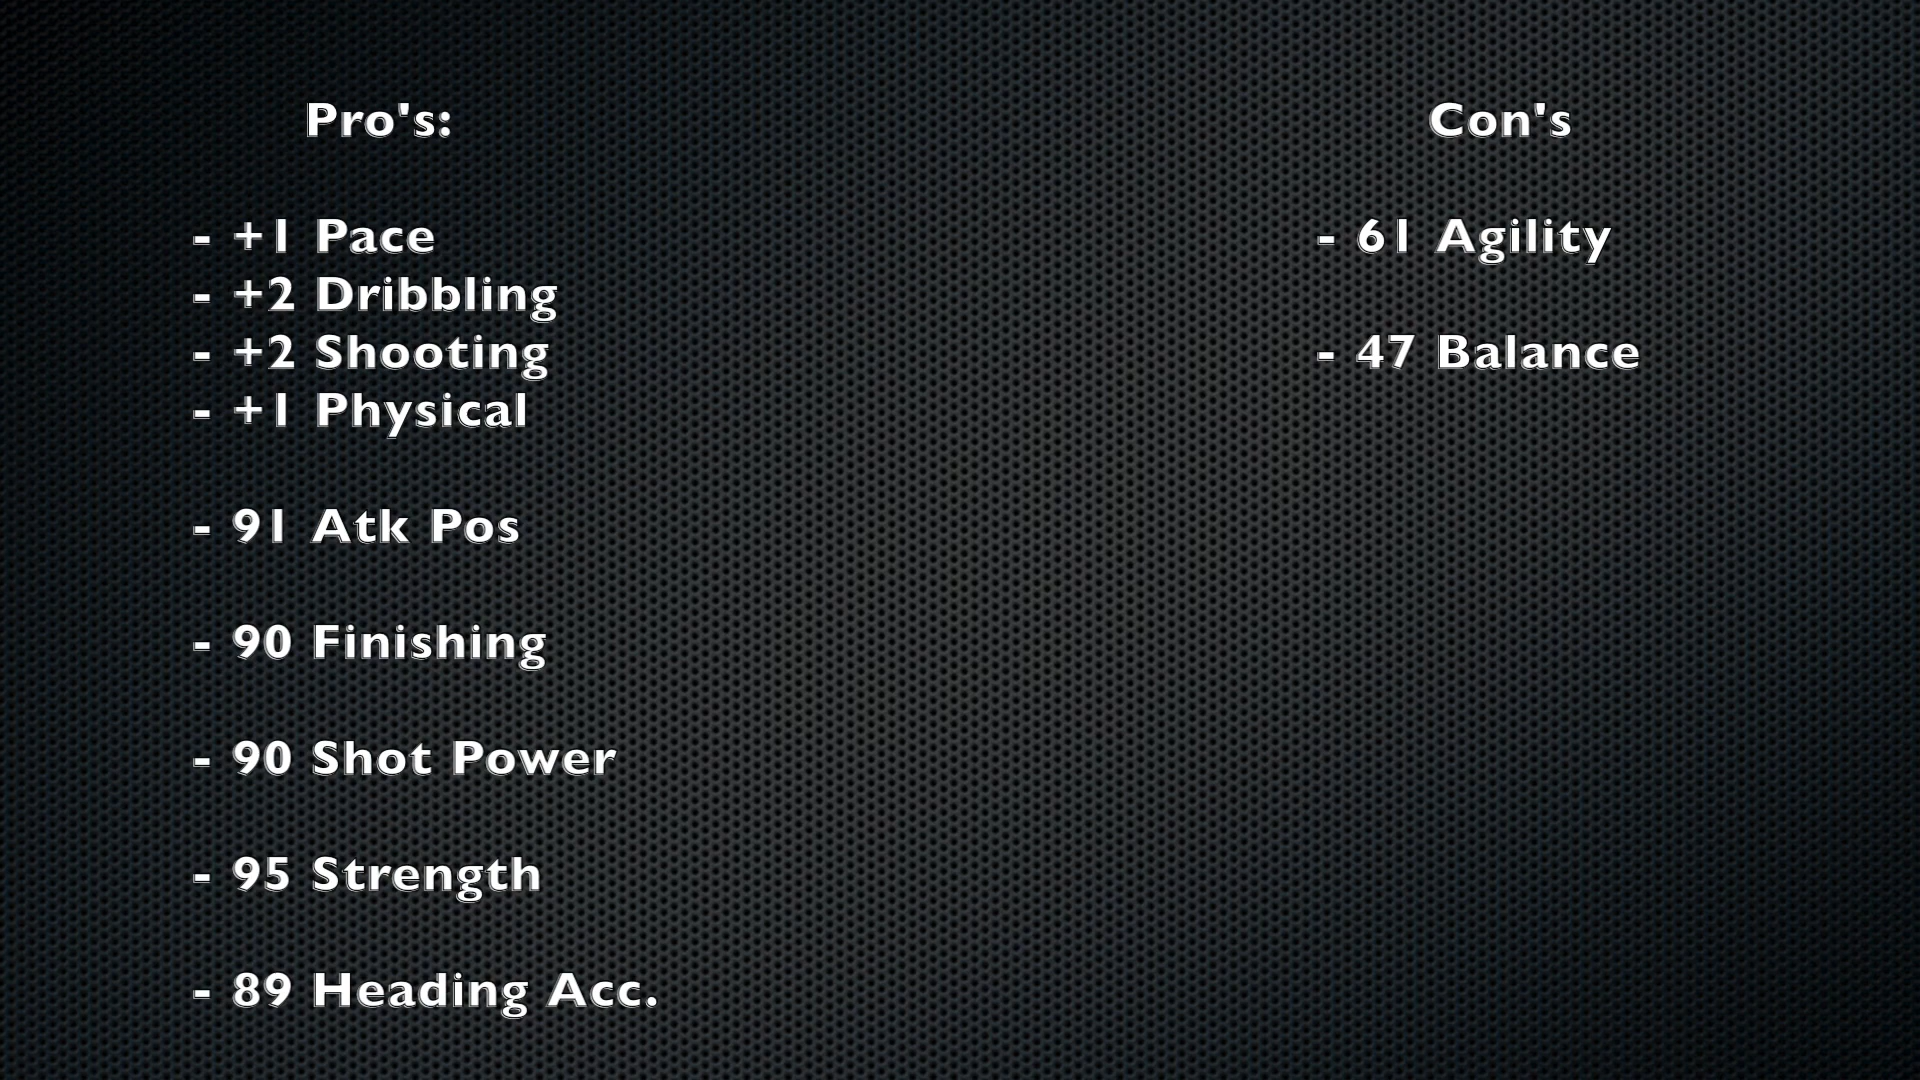 Pro's:
- +1 Pace
- +2 Dribbling
- +2 Shooting
- +1 Physical
- 91 Atk Pos
- 90 Finishing
- 90 Shot Power
- 95 Strength
- 89 Heading Acc.
Con's
- 61 Agility
- 47 Balance